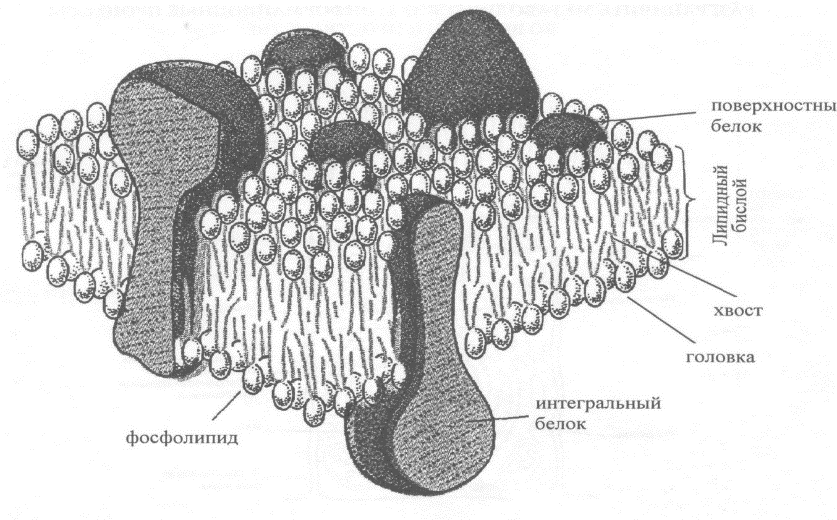 поверхностны
белок
Липидный
бислой
хвост
головка
интегральный
белок
фосфолипид